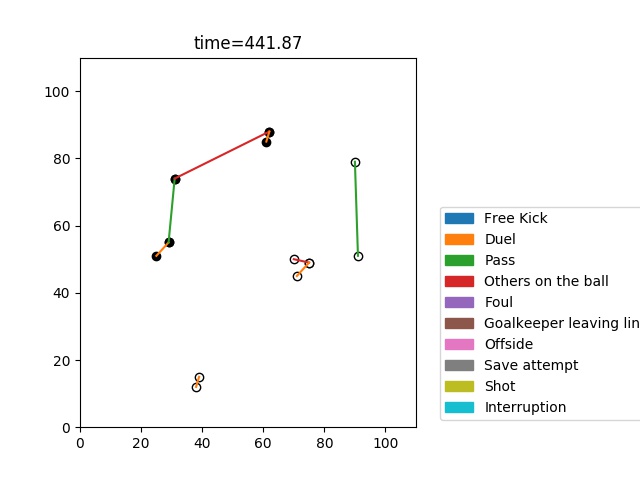 time=441.87
100
80
60
40
20
0
0 20 40 60 80 100
Free Kick
Duel
Pass
Others on the ball
Foul
Goalkeeper leaving lin
Offside
Save attempt
Shot
Interruption